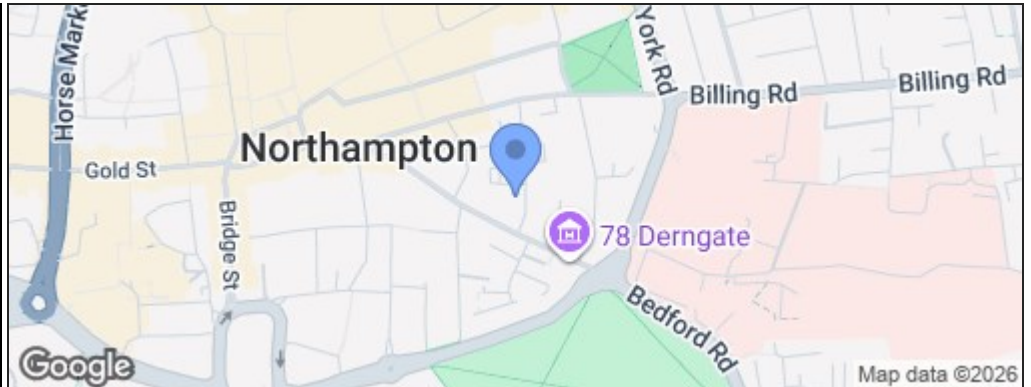 Horse Mark
York Rd
Billing Rd
Billing Rd
Northampton
Gold St
Bridge St
78 Derngate
Bedford Rd
Google
Map data ©2026